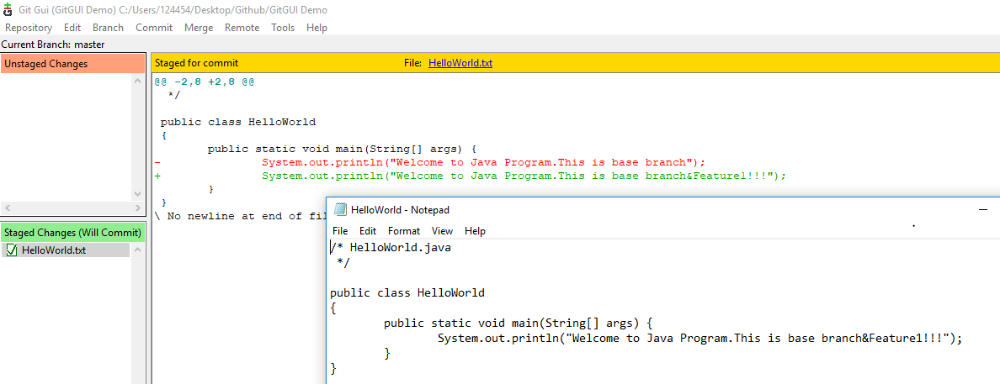 Git Gui (GitGUI Demo) C:/Users/124454/Desktop/Github/GitGUI Demo
Repository Edit Branch Commit Merge Remote Tools Help
Current Branch: master
Unstaged Changes
Staged for commit File: HelloWorld.txt
@@ -2,8 +2,8 @@
*/
public class HelloWorld
{
public static void main(String[] args) {
- System.out.println("Welcome to Java Program.This is base branch");
+ System.out.println("Welcome to Java Program.This is base branch&Feature1!!!");
}
}
\ No newline at end of fil
Staged Changes (Will Commit)
HelloWorld.txt
HelloWorld - Notepad
File Edit Format View Help
/* HelloWorld.java
*/
public class HelloWorld
{
public static void main(String[] args) {
System.out.println("Welcome to Java Program.This is base branch&Feature1!!!");
}
}